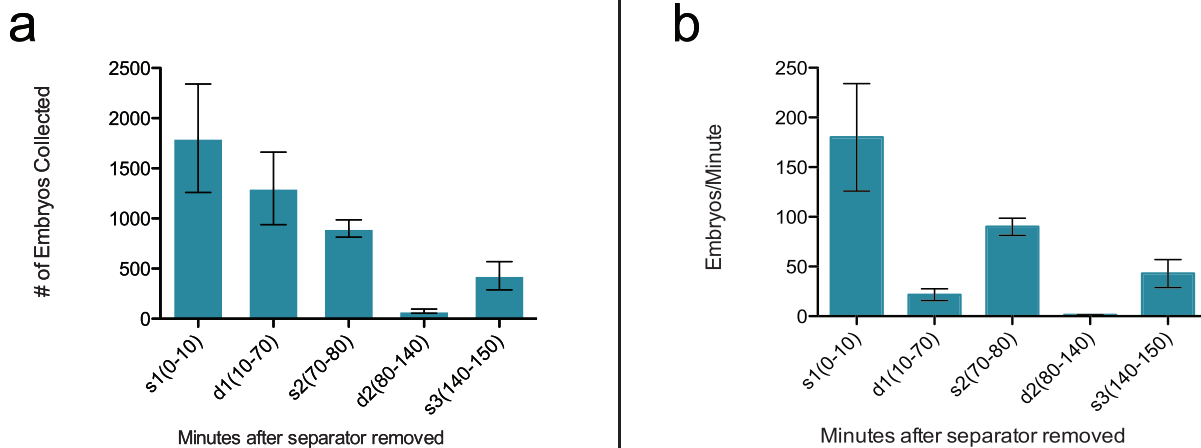 a
# of Embryos Collected
2500
2000
1500
1000
500
0
s1(0-10)
d1(10-70)
s2(70-80)
d2(80-140)
s3(140-150)
Minutes after separator removed
b
Embryos/Minute
250
200
150
100
50
0
s1(0-10)
d1(10-70)
s2(70-80)
d2(80-140)
s3(140-150)
Minutes after separator removed